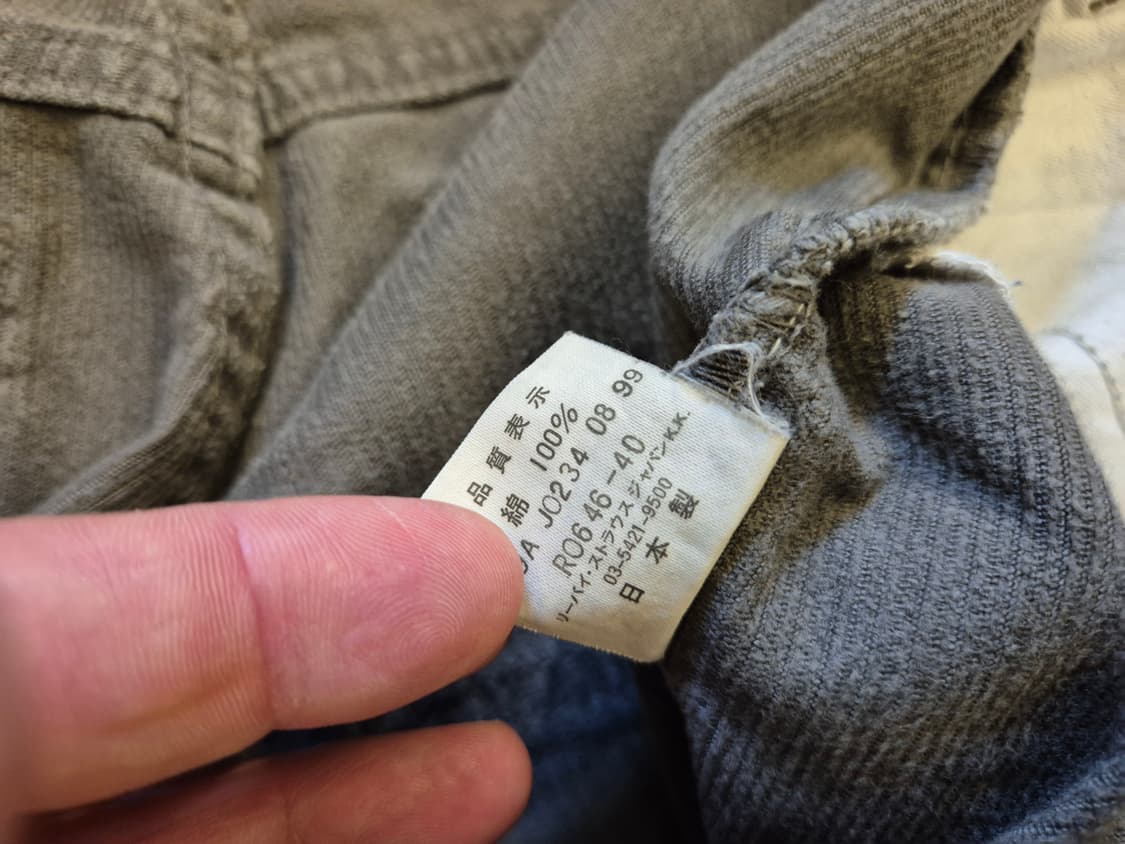 品質表示
綿 100%
JO234 08 99
RO646-40
リーバイ・ストラウス ジャパンK.K.
03-5421-9500
日本製